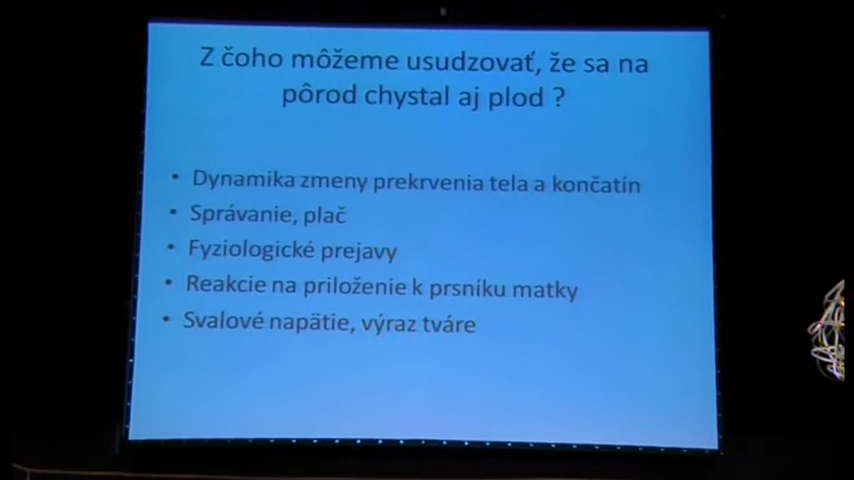 Z čoho môžeme usudzovať, že sa na
pôrod chystal aj plod ?
• Dynamika zmeny prekrvenia tela a končatín
• Správanie, plač
• Fyziologické prejavy
• Reakcie na priloženie k prsníku matky
• Svalové napätie, výraz tváre